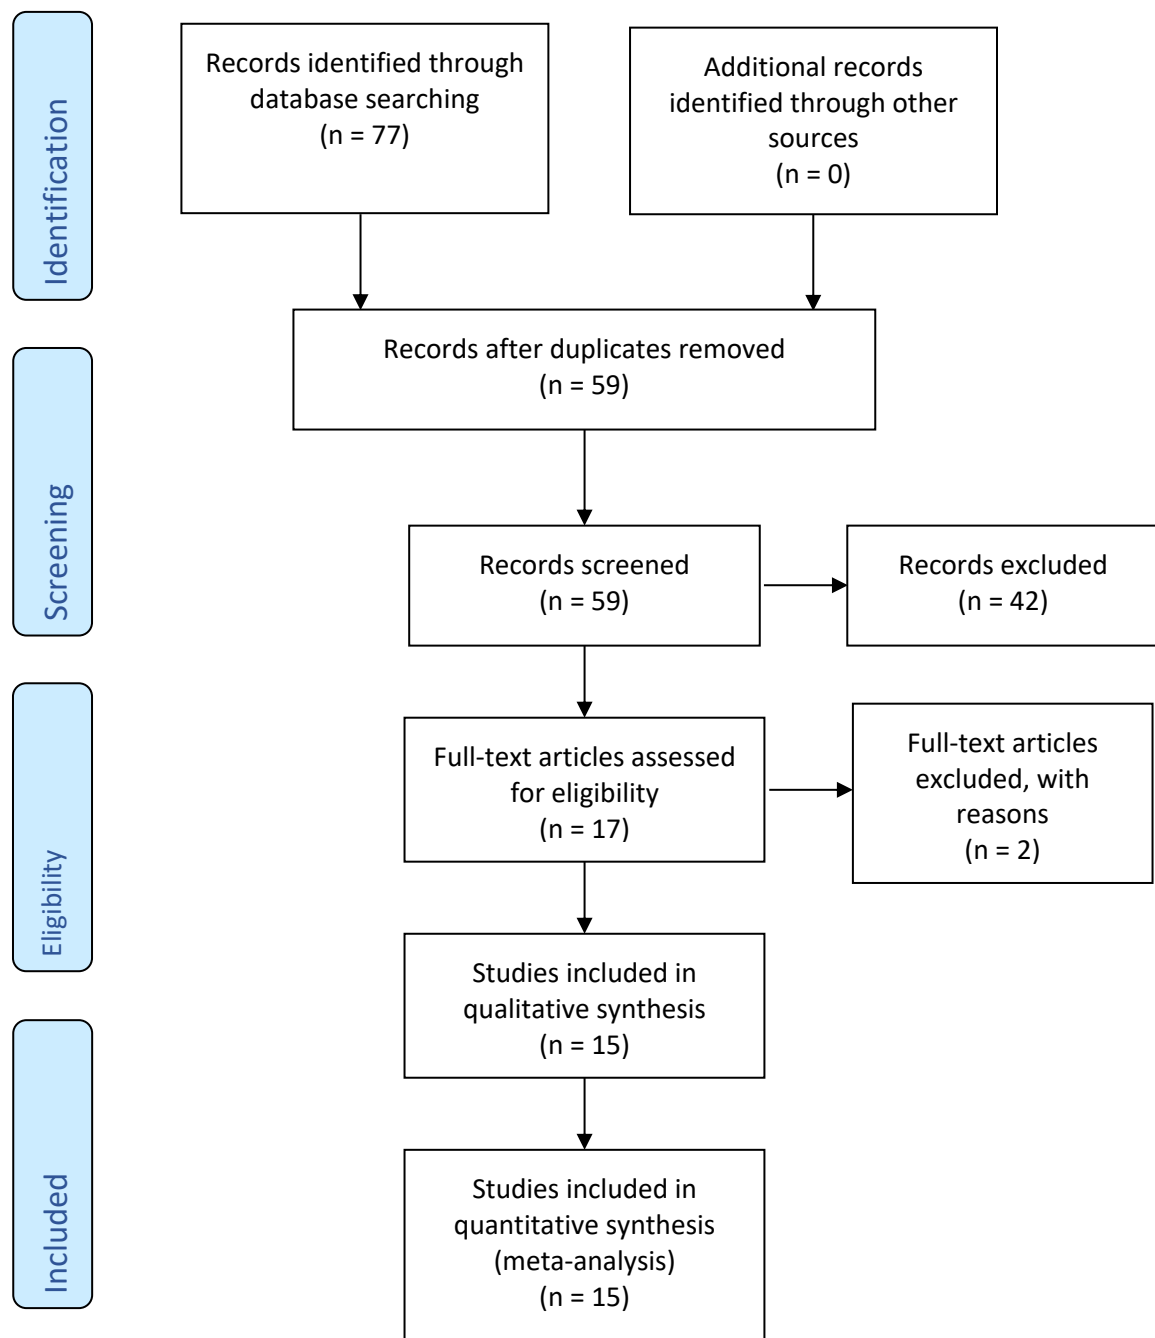 Identification
Records identified through
database searching
(n = 77)
Additional records
identified through other
sources
(n = 0)
Records after duplicates removed
(n = 59)
Screening
Records screened
(n = 59)
Records excluded
(n = 42)
Eligibility
Full-text articles assessed
for eligibility
(n = 17)
Full-text articles
excluded, with
reasons
(n = 2)
Studies included in
qualitative synthesis
(n = 15)
Included
Studies included in
quantitative synthesis
(meta-analysis)
(n = 15)